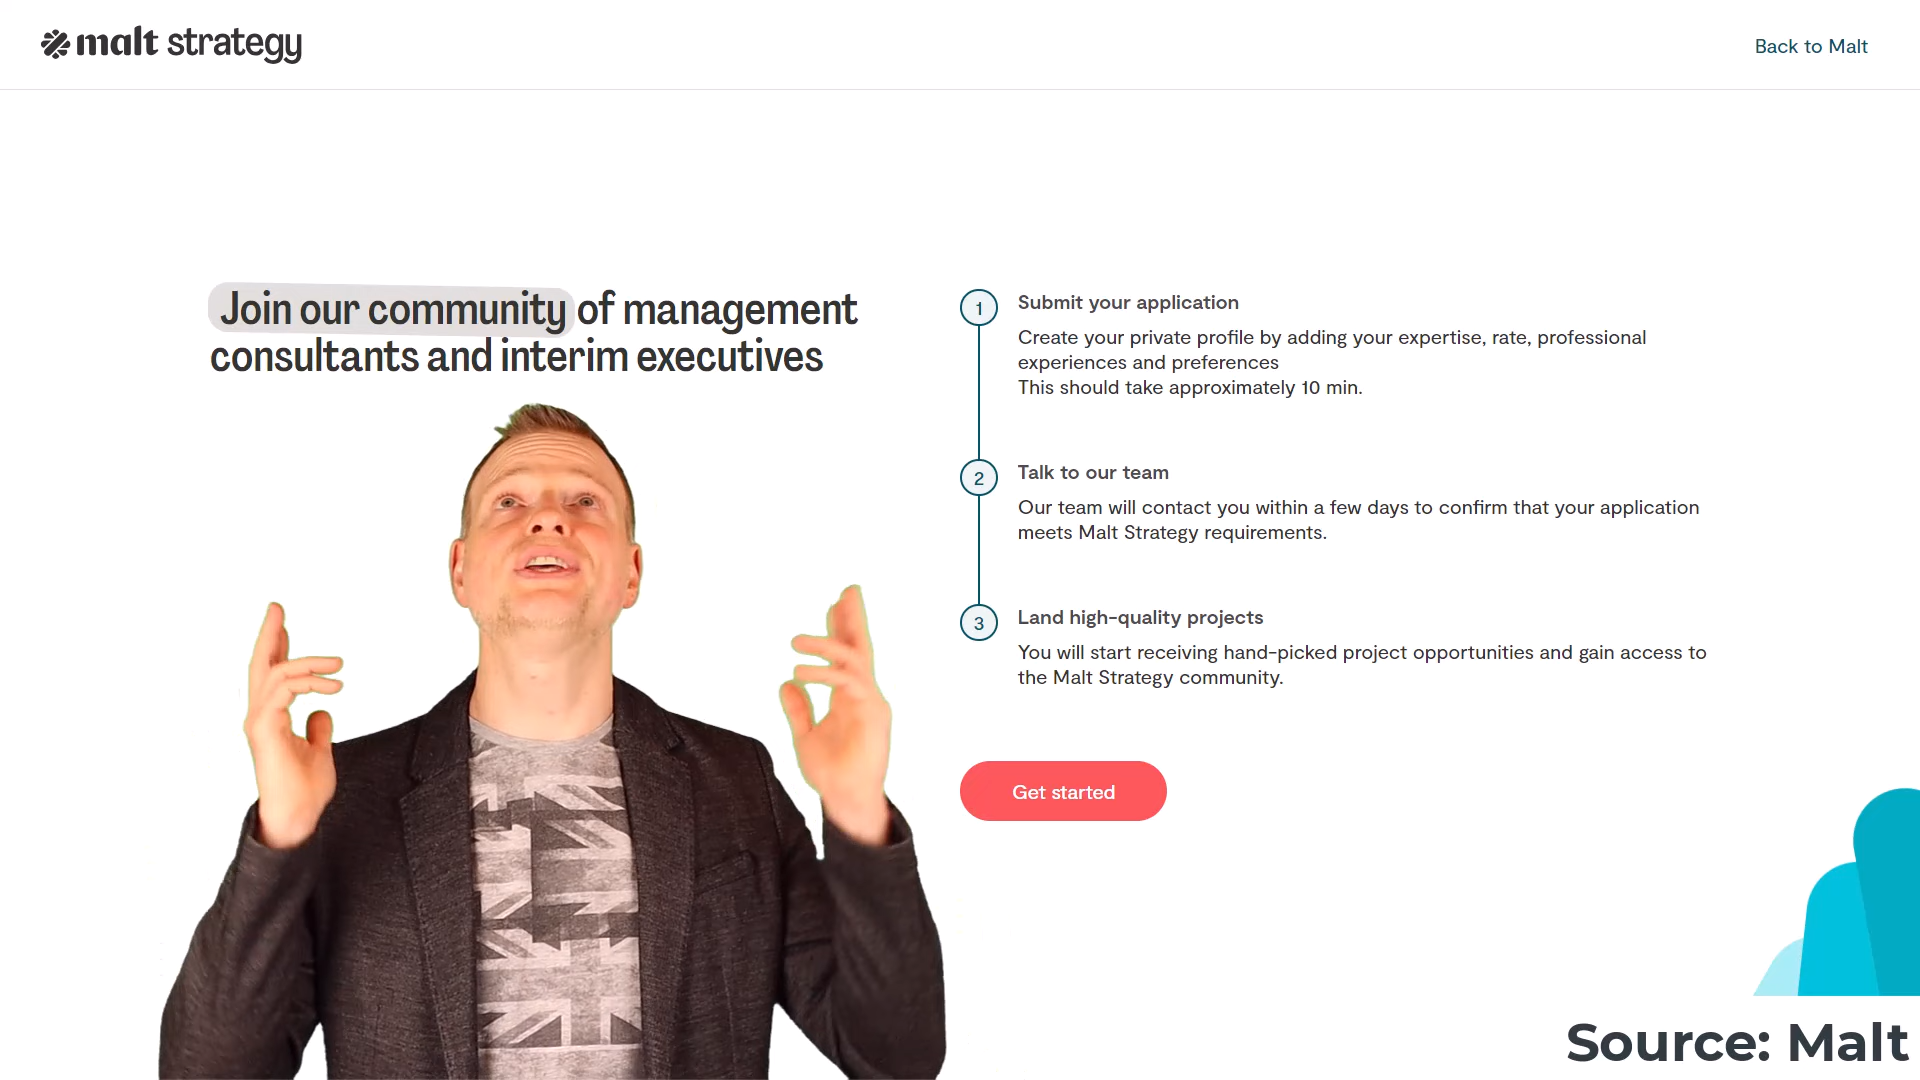 malt strategy
Back to Malt
Join our community of management
consultants and interim executives
1
Submit your application
Create your private profile by adding your expertise, rate, professional
experiences and preferences
This should take approximately 10 min.
2
Talk to our team
Our team will contact you within a few days to confirm that your application
meets Malt Strategy requirements.
3
Land high-quality projects
You will start receiving hand-picked project opportunities and gain access to
the Malt Strategy community.
Get started
Source: Malt